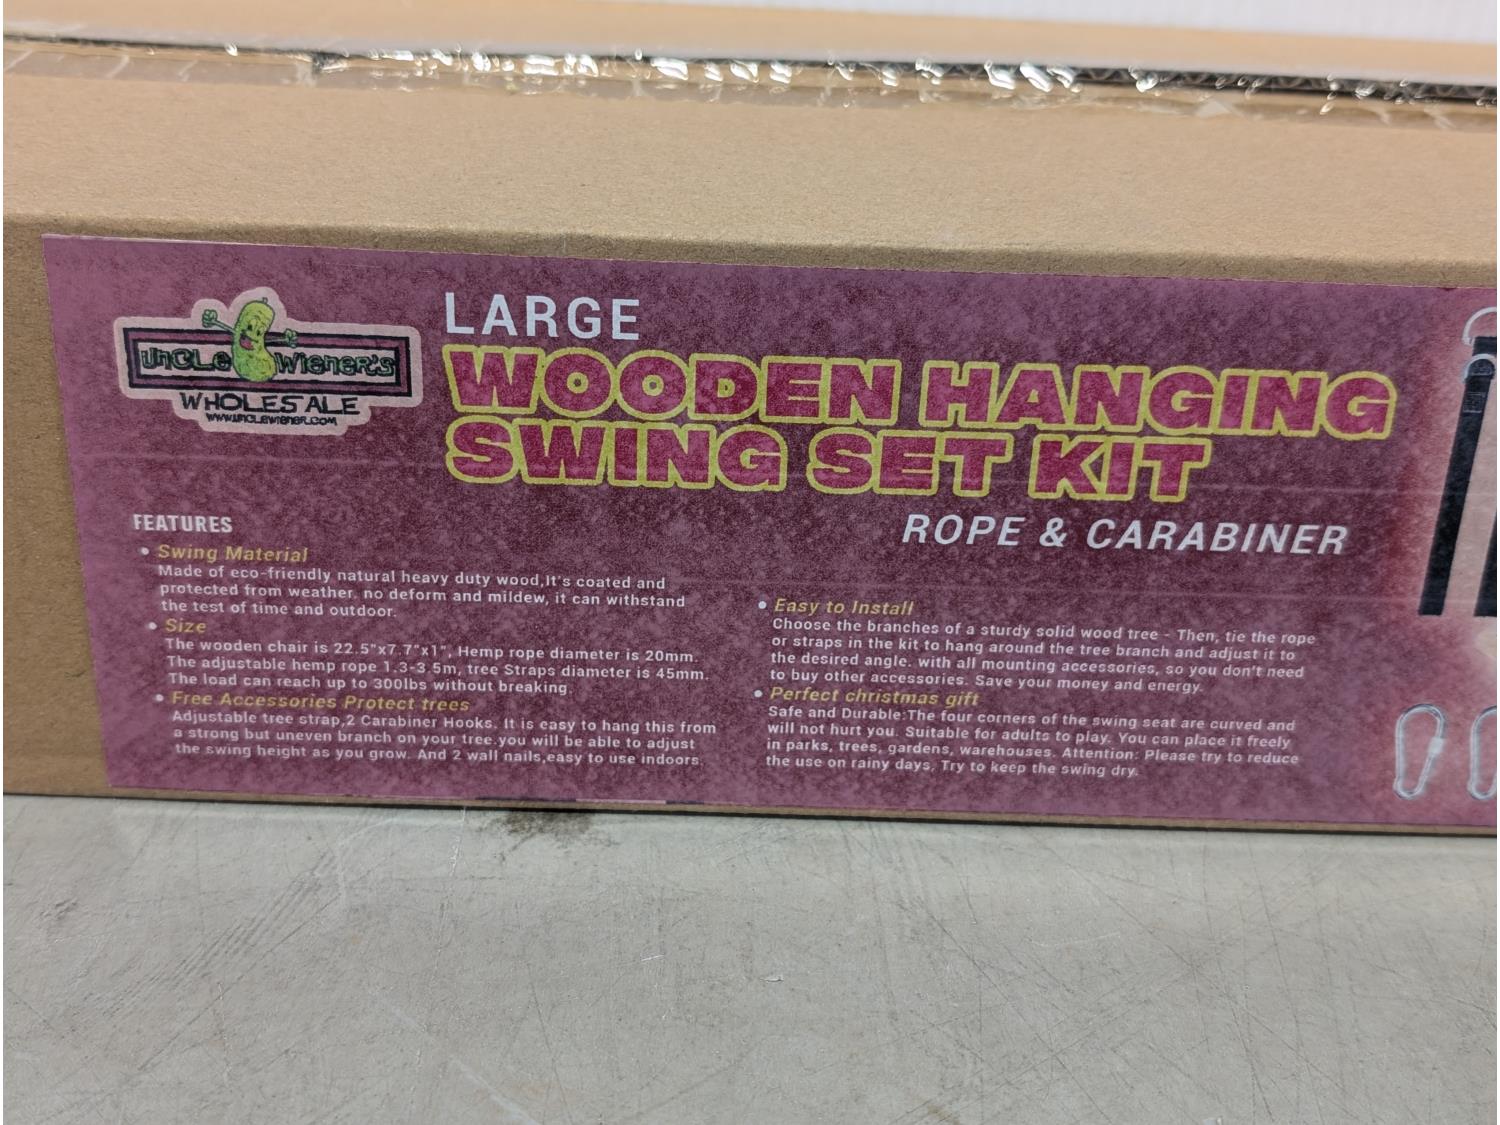 UNCLE WIENER'S
WHOLESALE
WWW.UNCLEWIENER.COM
LARGE
WOODEN HANGING
SWING SET KIT
ROPE & CARABINER
FEATURES
• Swing Material
Made of eco-friendly natural heavy duty wood,It's coated and
protected from weather. no deform and mildew, it can withstand
the test of time and outdoor.
• Size
The wooden chair is 22.5"x7.7"x1", Hemp rope diameter is 20mm.
The adjustable hemp rope 1.3-3.5m, tree Straps diameter is 45mm.
The load can reach up to 300lbs without breaking.
• Free Accessories Protect trees
Adjustable tree strap,2 Carabiner Hooks. It is easy to hang this from
a strong but uneven branch on your tree.you will be able to adjust
the swing height as you grow. And 2 wall nails,easy to use indoors.
• Easy to Install
Choose the branches of a sturdy solid wood tree - Then, tie the rope
or straps in the kit to hang around the tree branch and adjust it to
the desired angle. with all mounting accessories, so you don't need
to buy other accessories. Save your money and energy.
• Perfect christmas gift
Safe and Durable:The four corners of the swing seat are curved and
will not hurt you. Suitable for adults to play. You can place it freely
in parks, trees, gardens, warehouses. Attention: Please try to reduce
the use on rainy days, Try to keep the swing dry.